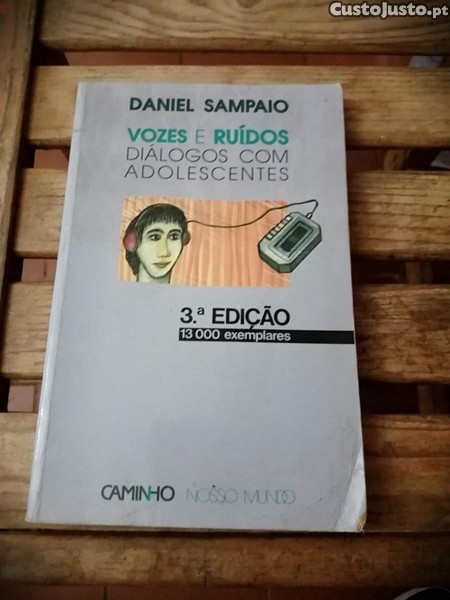 CustoJusto.pt
DANIEL SAMPAIO
VOZES E RUÍDOS
DIÁLOGOS COM
ADOLESCENTES
3.ª EDIÇÃO
13 000 exemplares
CAMINHO NOSSO MUNDO